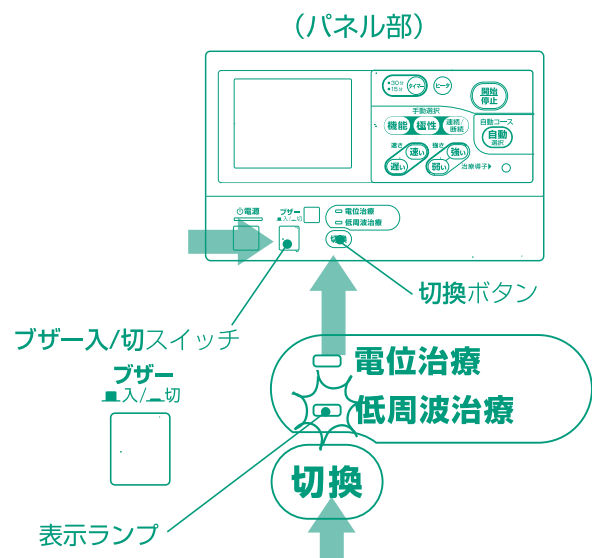 (パネル部)
●30分
●15分
タイマー
ヒータ
開始
停止
手動選択
機能
極性
連続/
断続
自動コース
自動
選択
速さ
強さ
速い
強い
遅い
弱い
治療導子▶
電源
ブザー
入/切
電位治療
低周波治療
切換
切換ボタン
ブザー入/切スイッチ
ブザー
入/切
電位治療
低周波治療
切換
表示ランプ